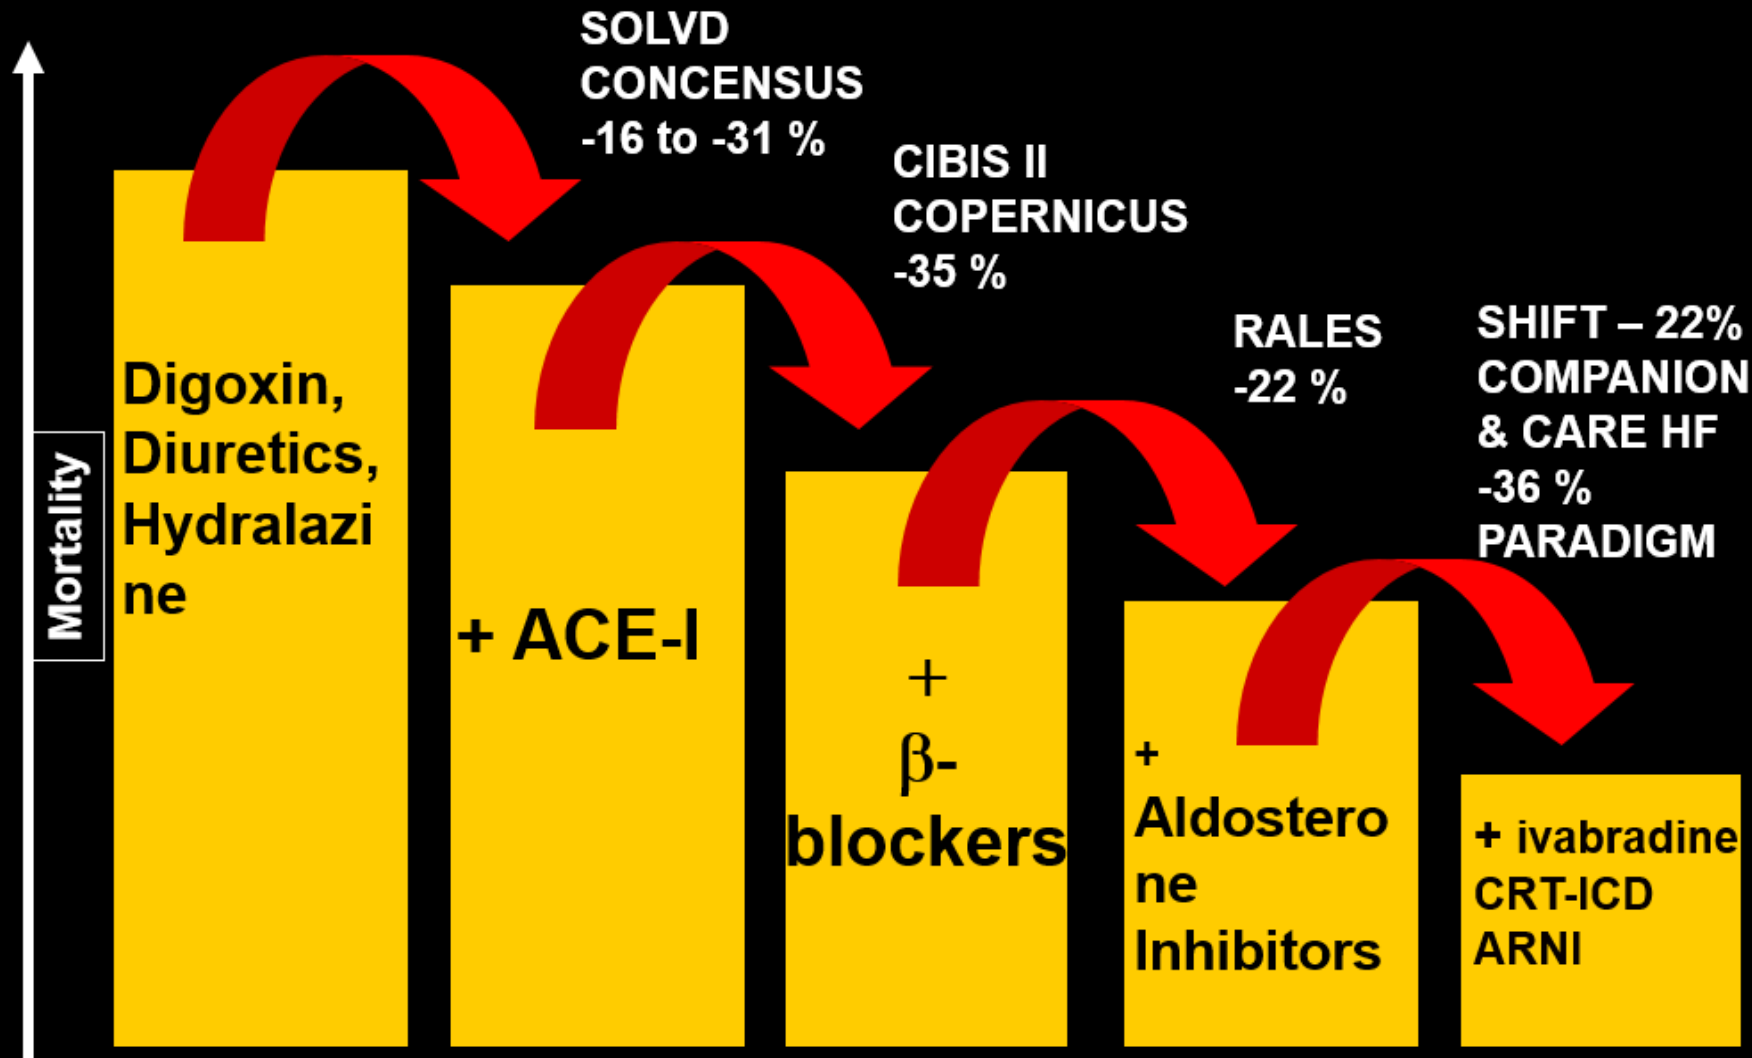 SOLVD
CONCENSUS
-16 to -31 %
CIBIS II
COPERNICUS
-35 %
RALES
-22 %
SHIFT – 22%
COMPANION
& CARE HF
-36 %
PARADIGM
Mortality
Digoxin,
Diuretics,
Hydralazi
ne
+ ACE-I
+
β-
blockers
+
Aldostero
ne
Inhibitors
+ ivabradine
CRT-ICD
ARNI